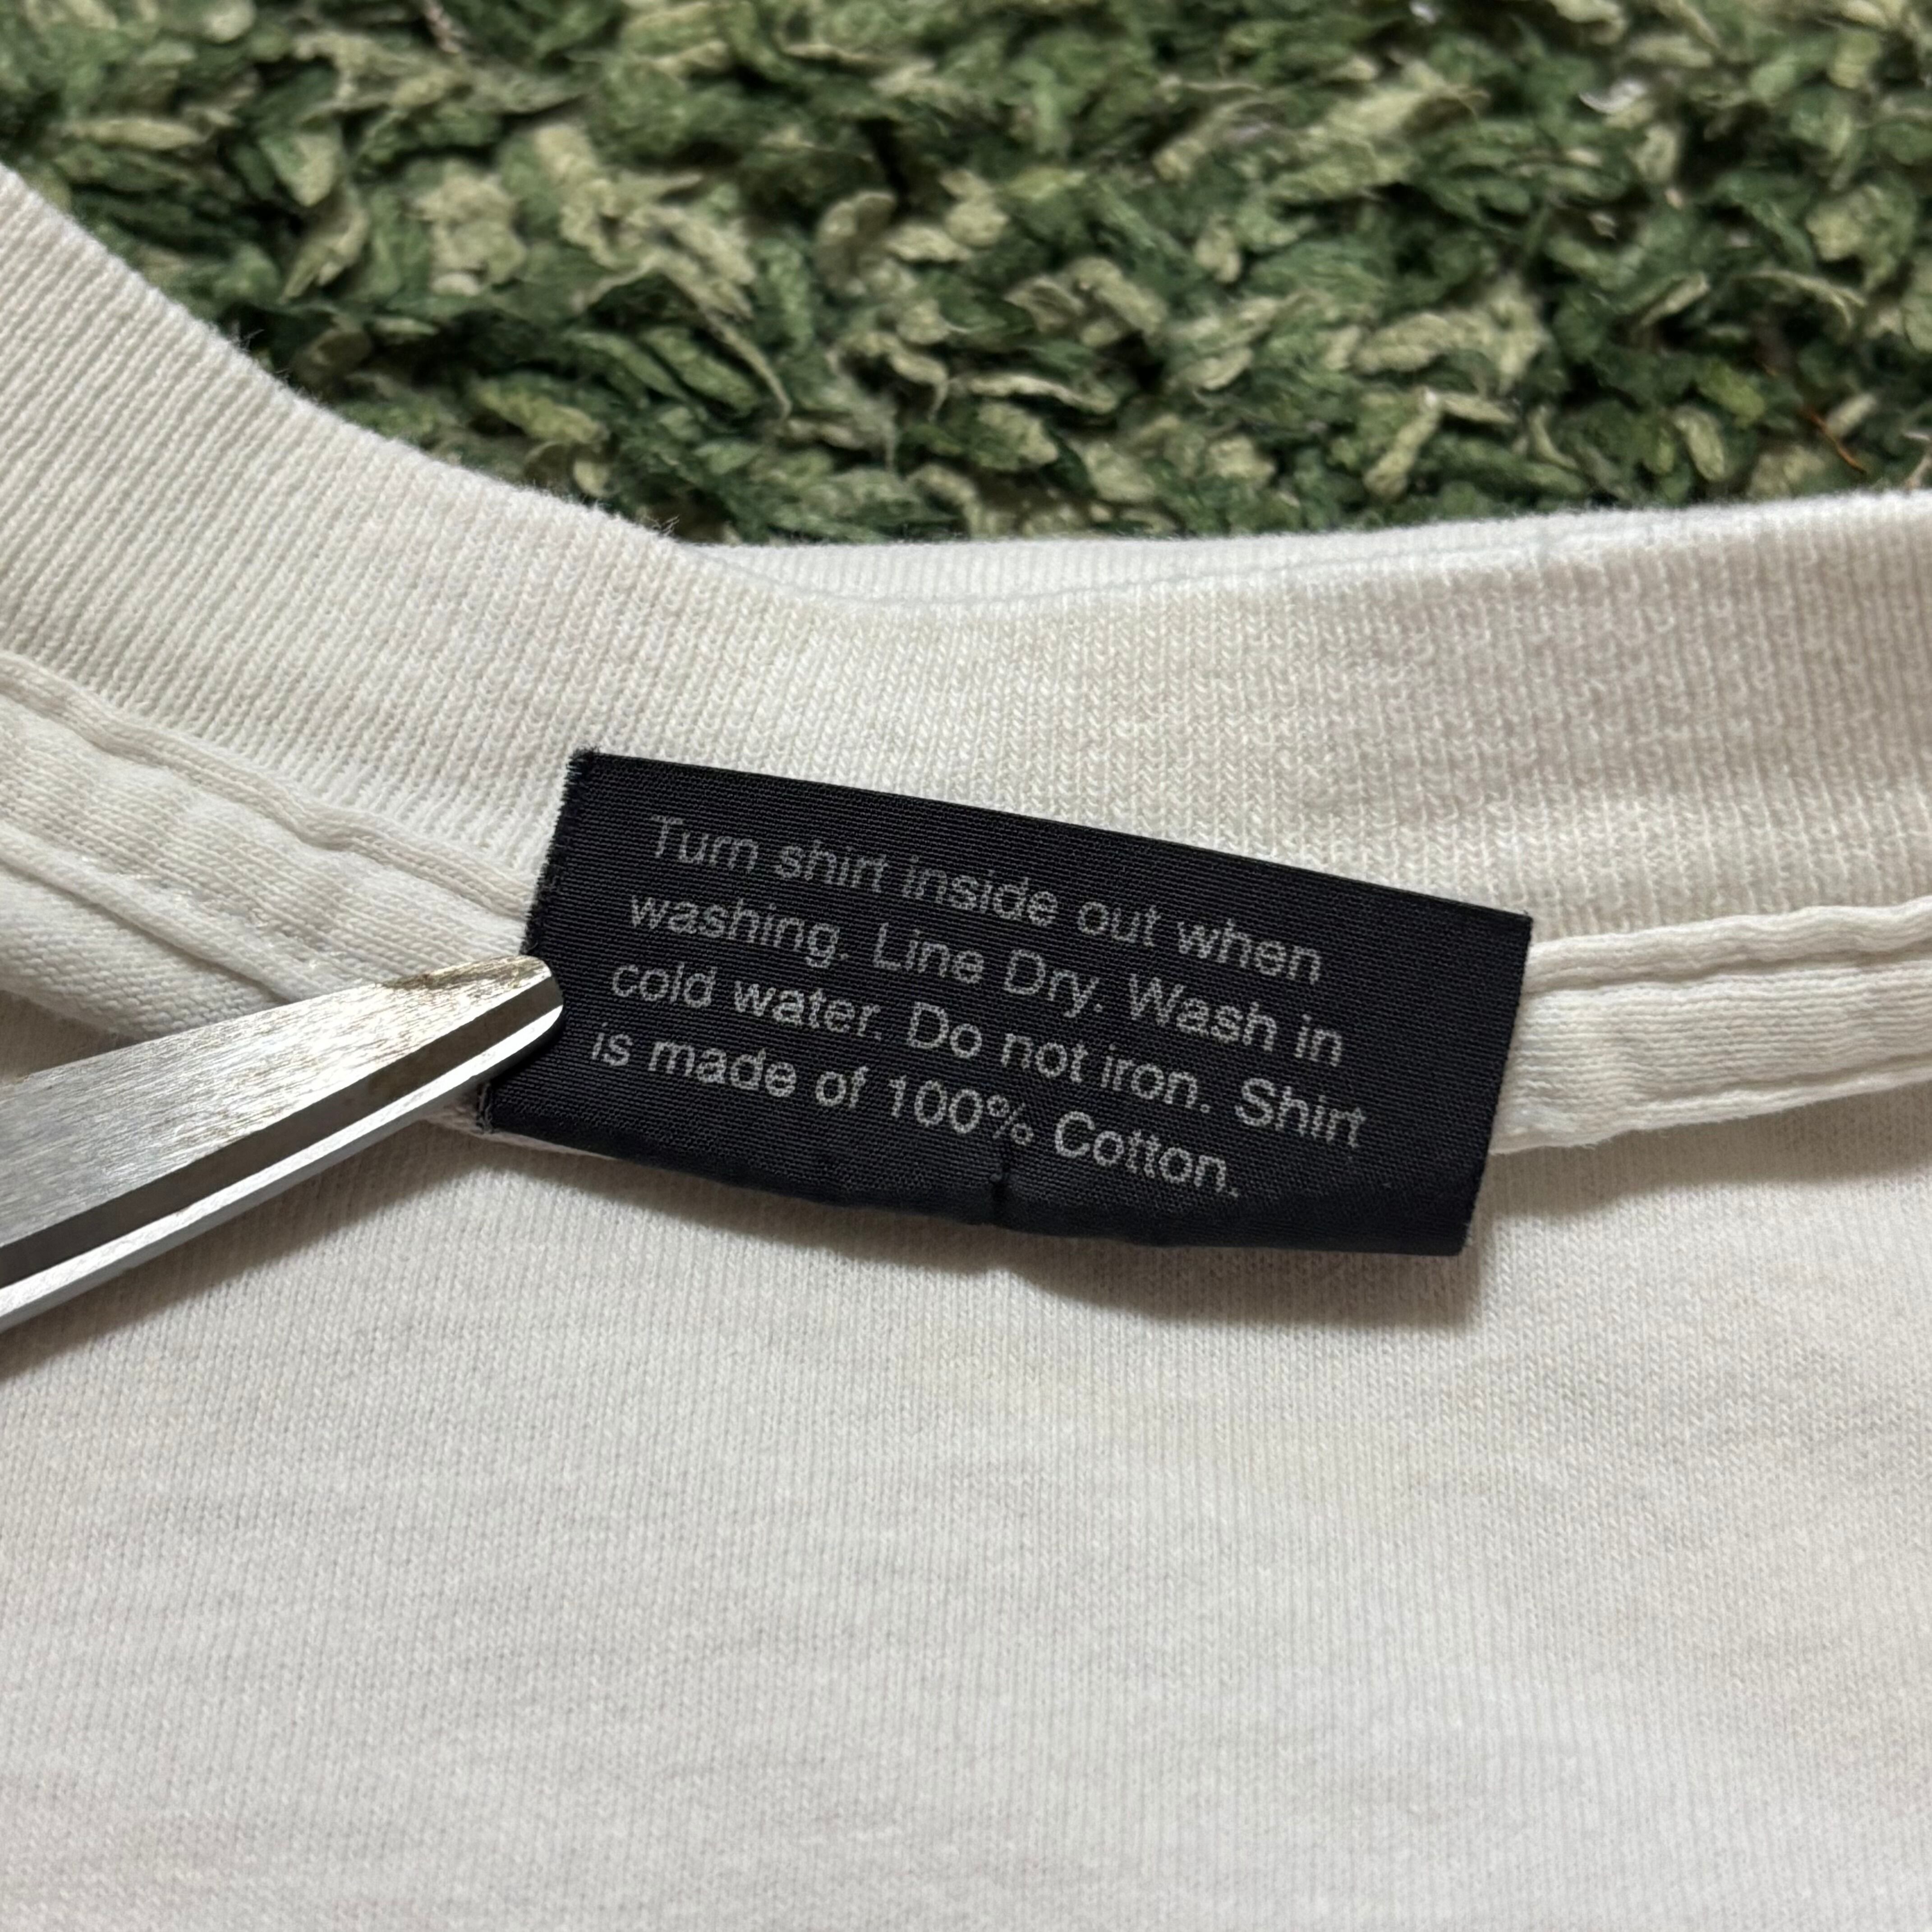 Turn shirt inside out when
washing. Line Dry. Wash in
cold water. Do not iron. Shirt
is made of 100% Cotton.